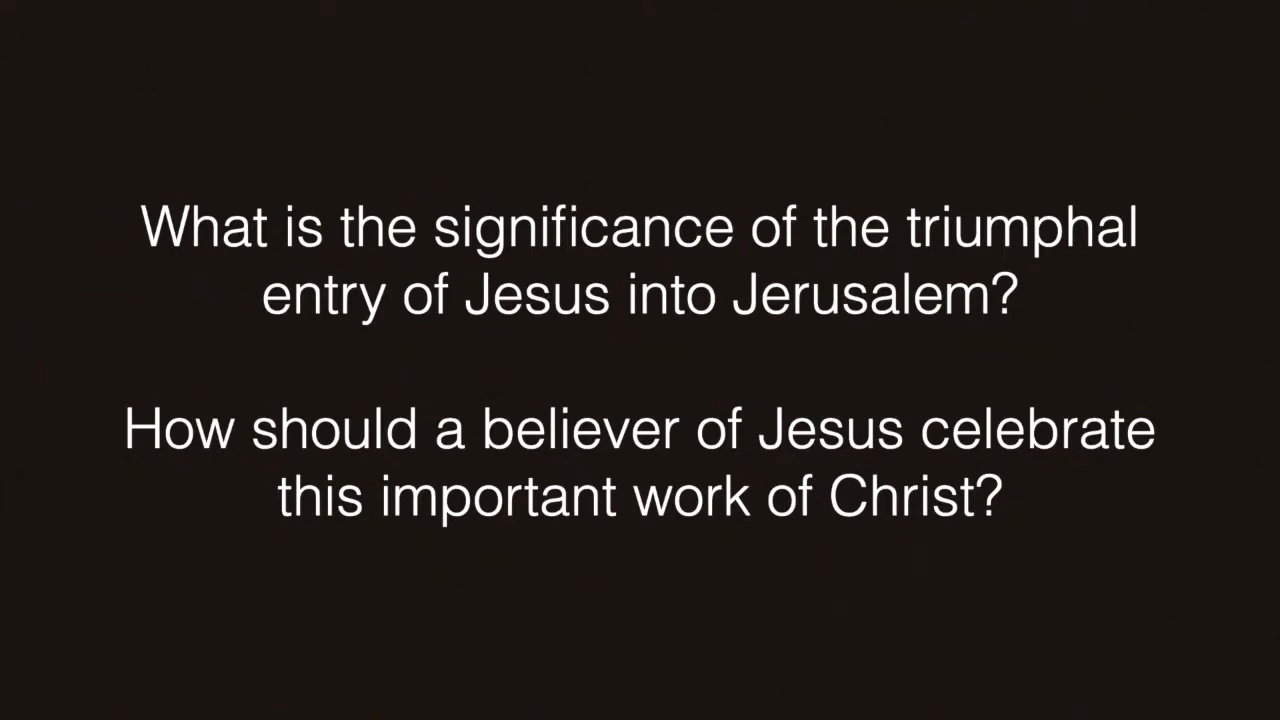 What is the significance of the triumphal
entry of Jesus into Jerusalem?
How should a believer of Jesus celebrate
this important work of Christ?